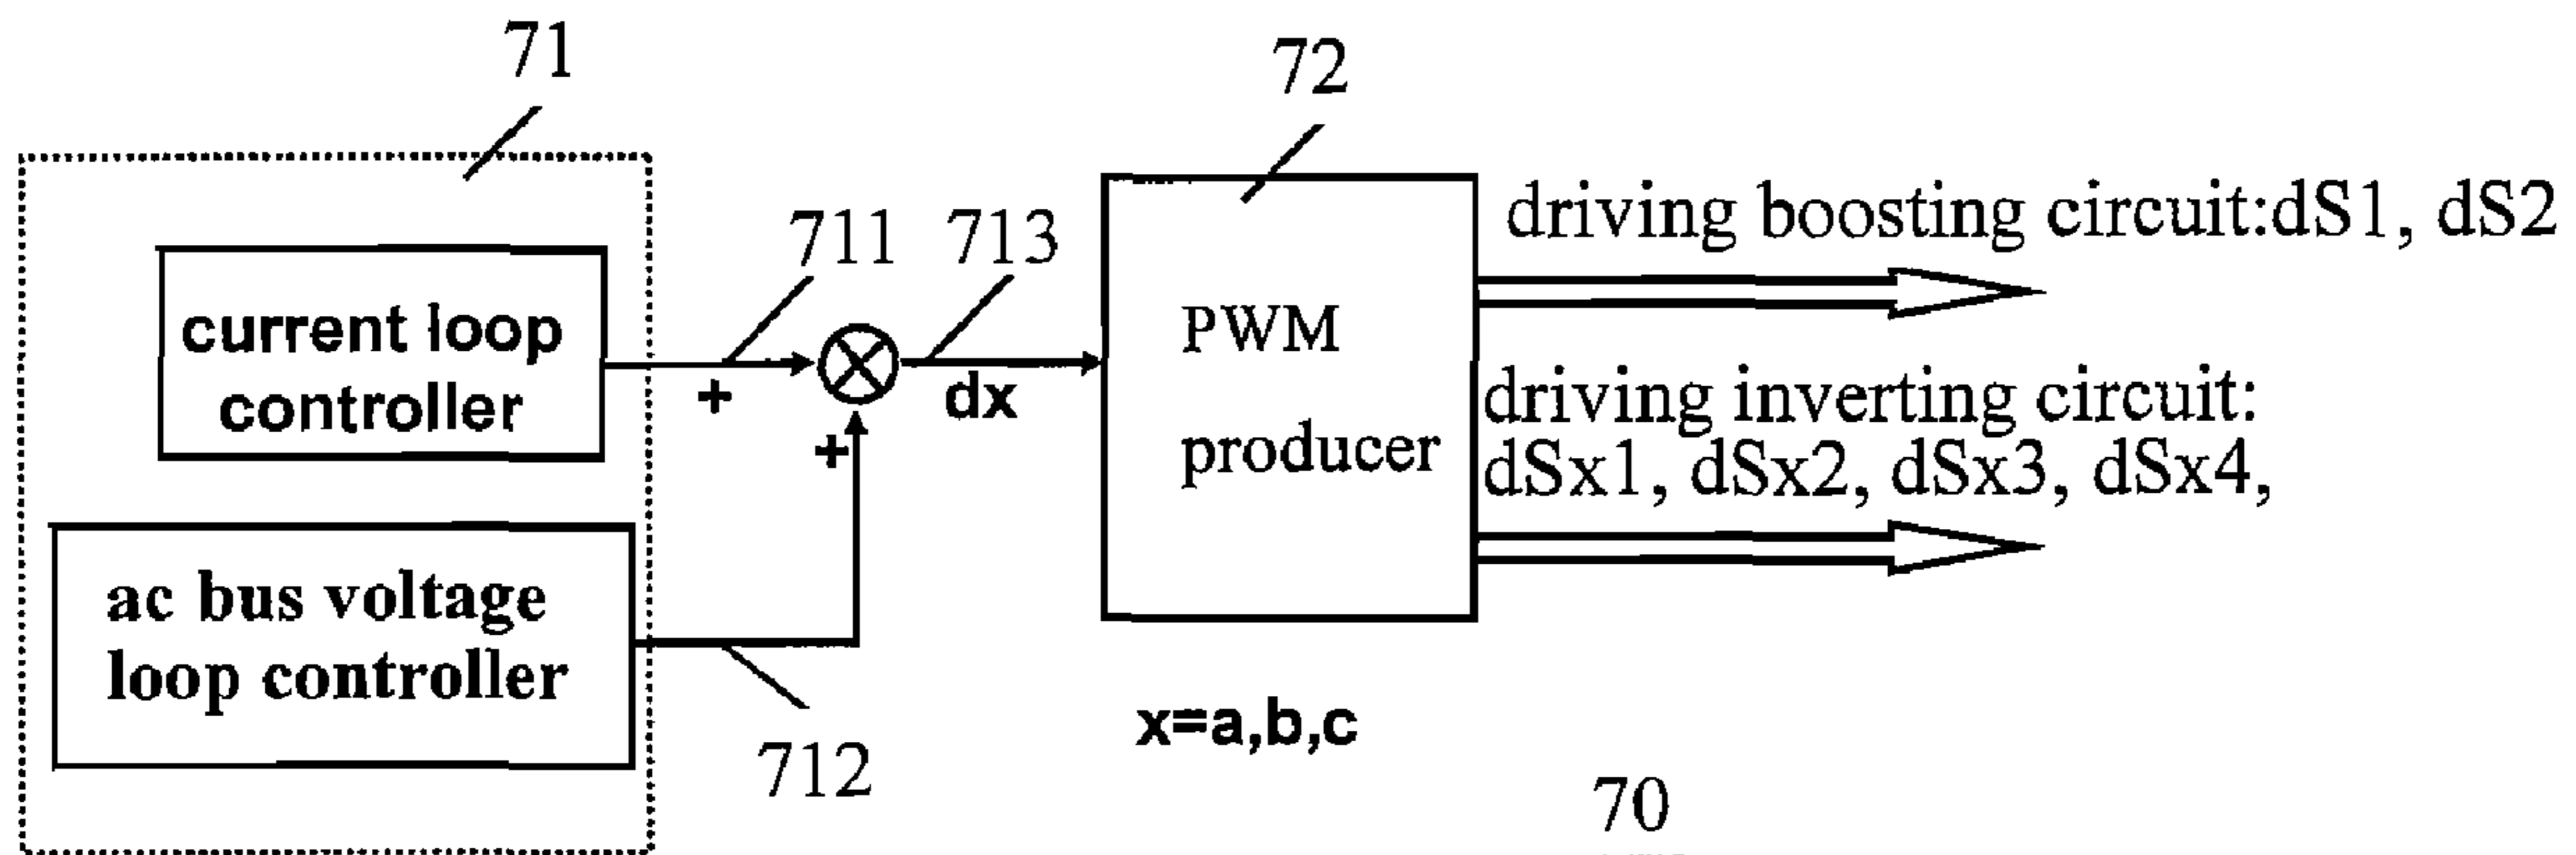 71
72
711
713
driving boosting circuit:dS1, dS2
current loop
controller
+
dx
+
PWM
producer
driving inverting circuit:
dSx1, dSx2, dSx3, dSx4,
ac bus voltage
loop controller
712
x=a,b,c
70